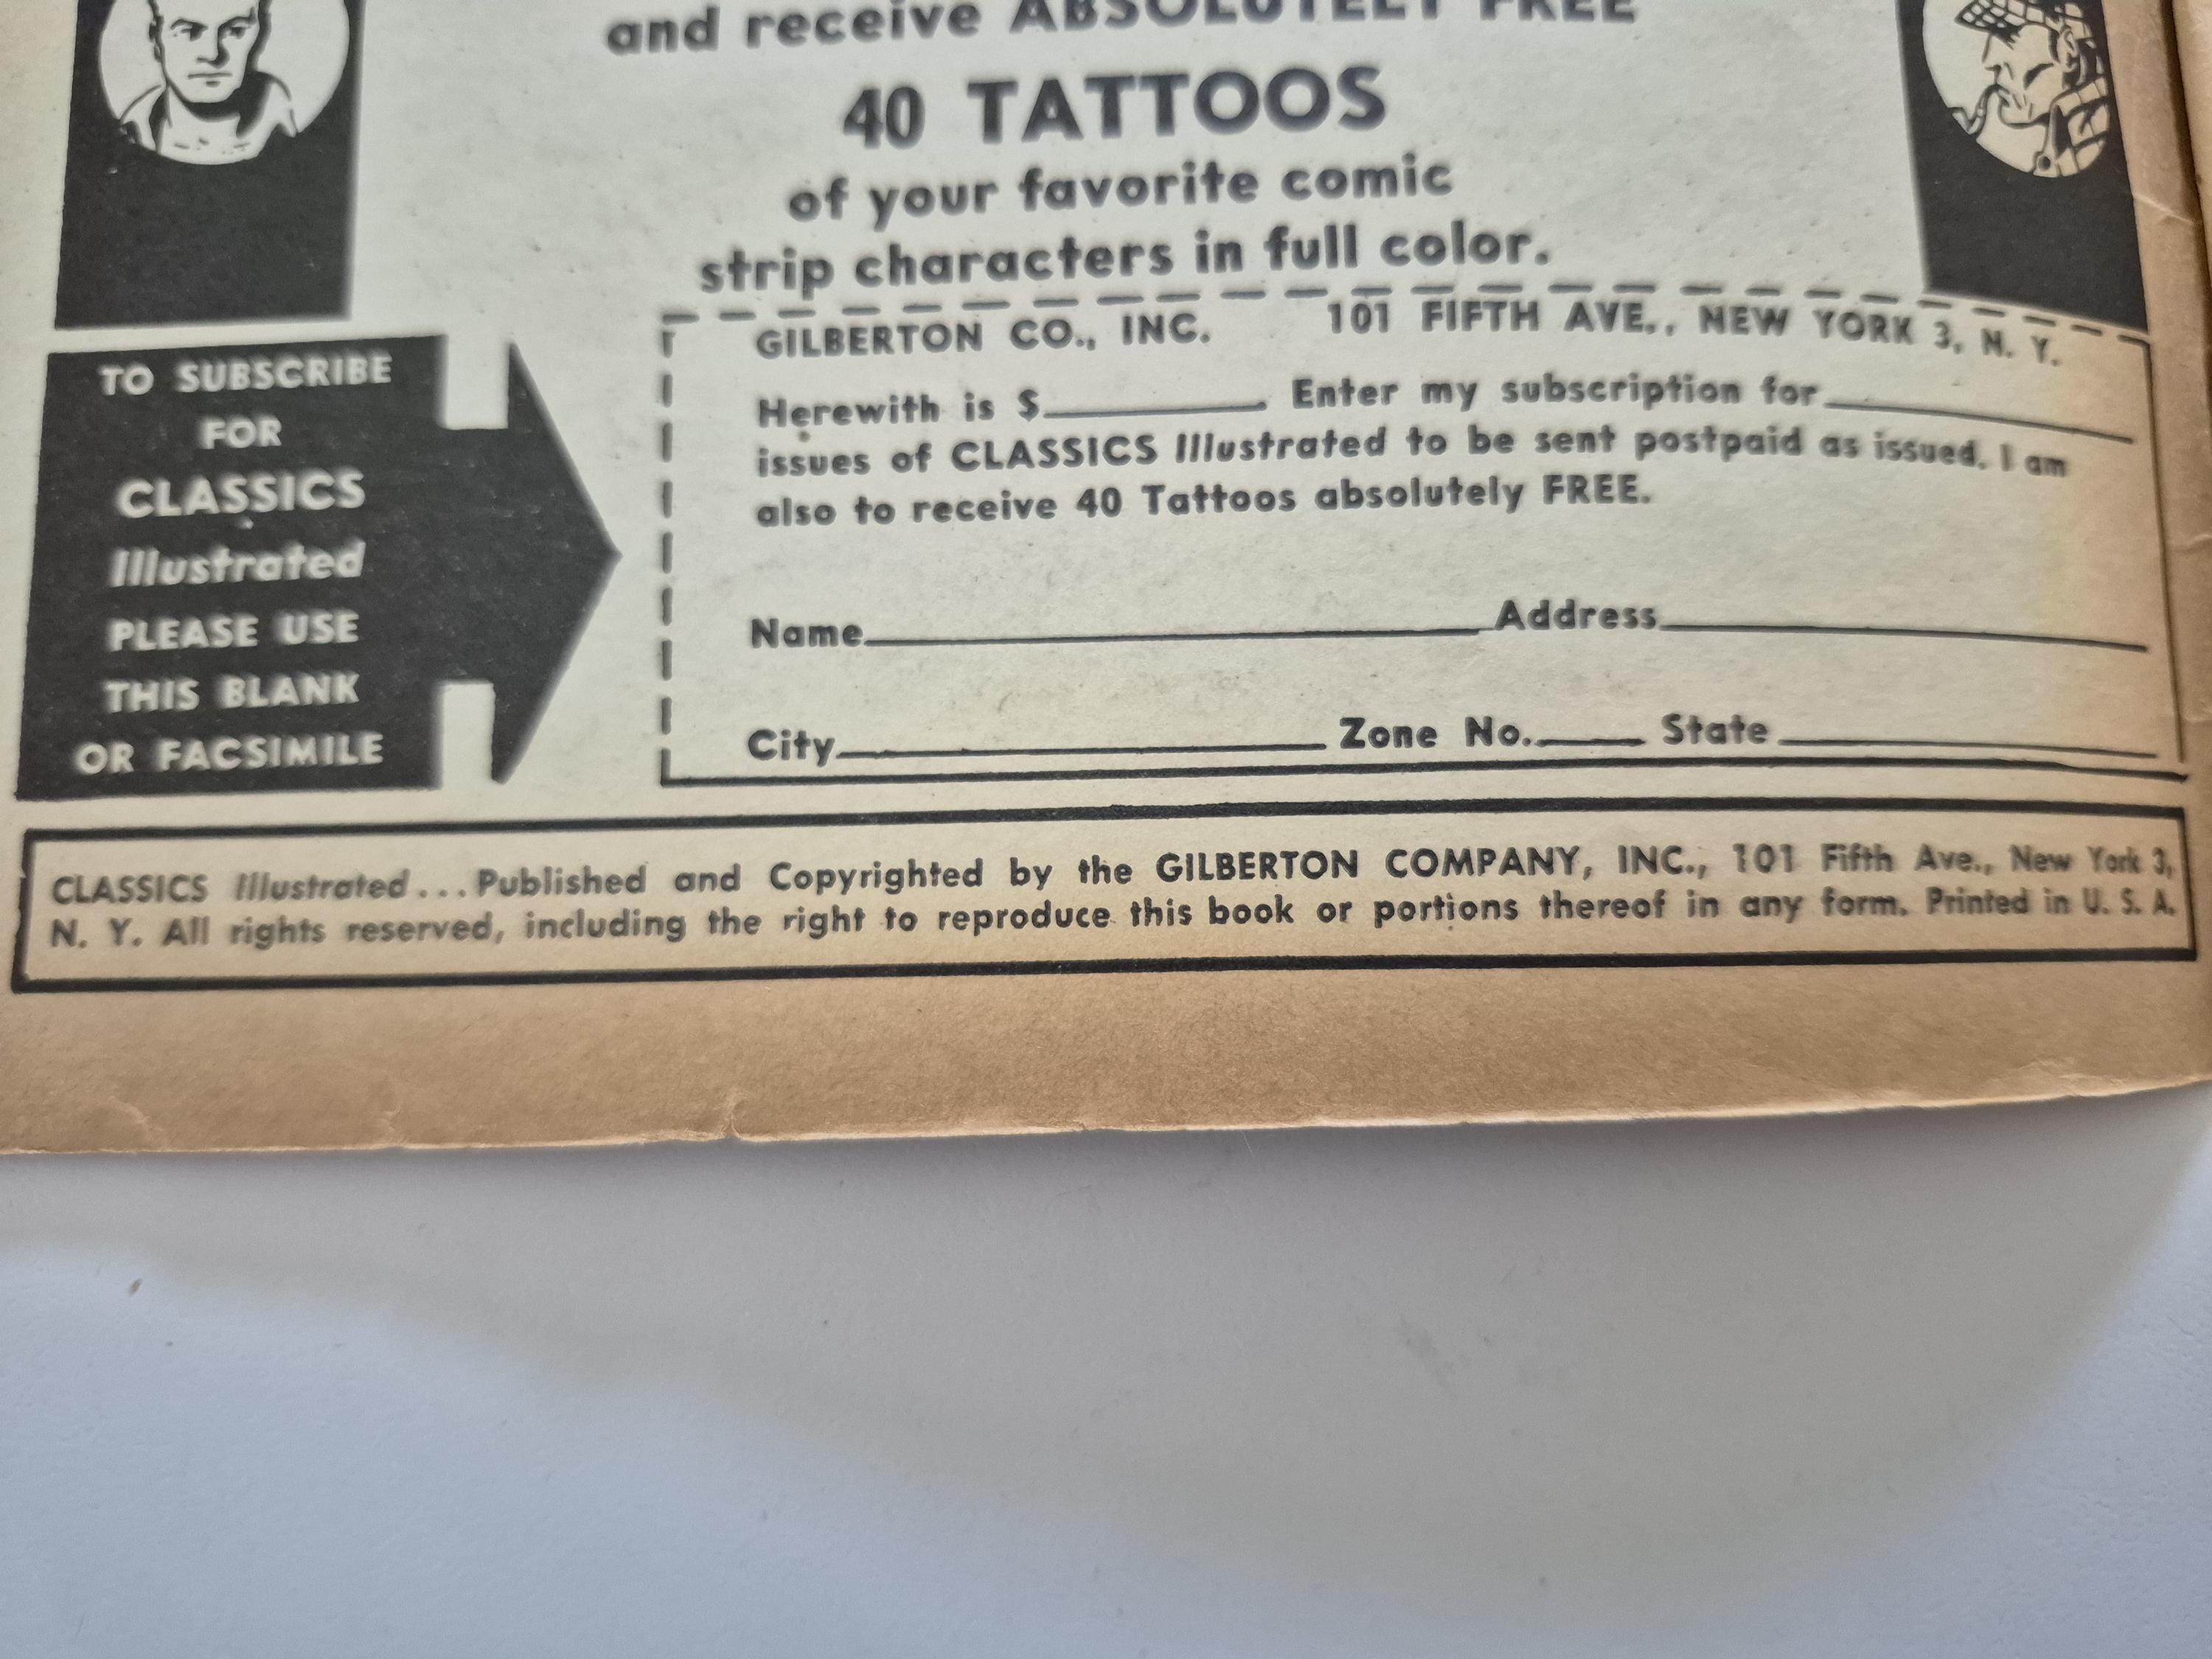 and receive ABSOLUTELY FREE
40 TATTOOS
of your favorite comic
strip characters in full color.
TO SUBSCRIBE
FOR
CLASSICS
Illustrated
PLEASE USE
THIS BLANK
OR FACSIMILE
GILBERTON CO., INC. 101 FIFTH AVE., NEW YORK 3, N. Y.
Herewith is $ Enter my subscription for
issues of CLASSICS Illustrated to be sent postpaid as issued. I am
also to receive 40 Tattoos absolutely FREE.
Name Address
City Zone No. State
CLASSICS Illustrated... Published and Copyrighted by the GILBERTON COMPANY, INC., 101 Fifth Ave., New York 3,
N. Y. All rights reserved, including the right to reproduce this book or portions thereof in any form. Printed in U. S. A.